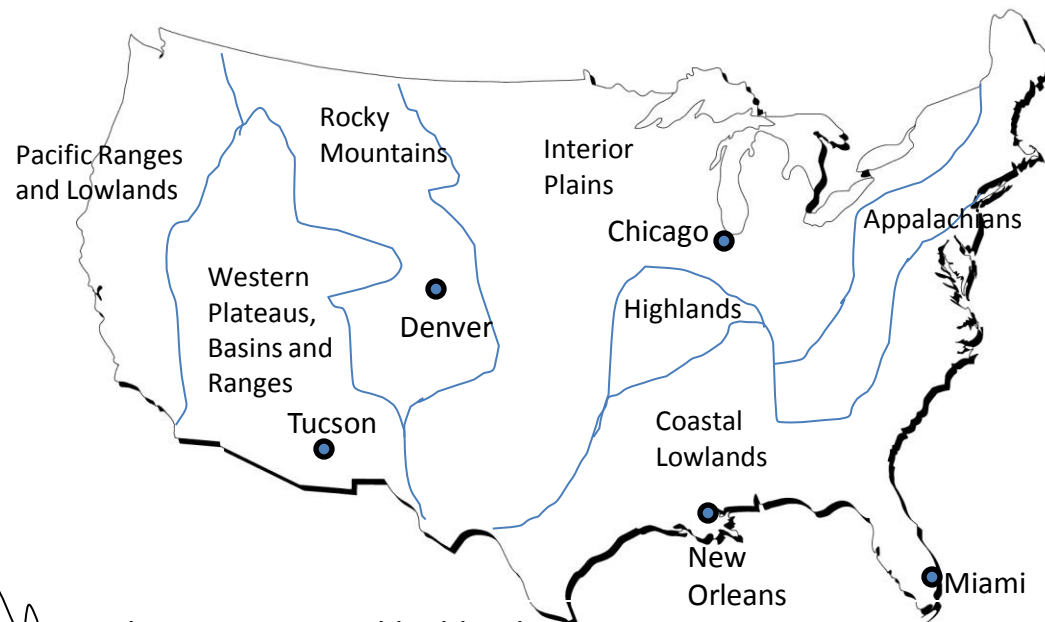 Rocky
Mountains
Pacific Ranges
and Lowlands
Interior
Plains
Appalachians
Chicago
Western
Plateaus,
Basins and
Ranges
Highlands
Denver
Tucson
Coastal
Lowlands
New
Orleans
Miami